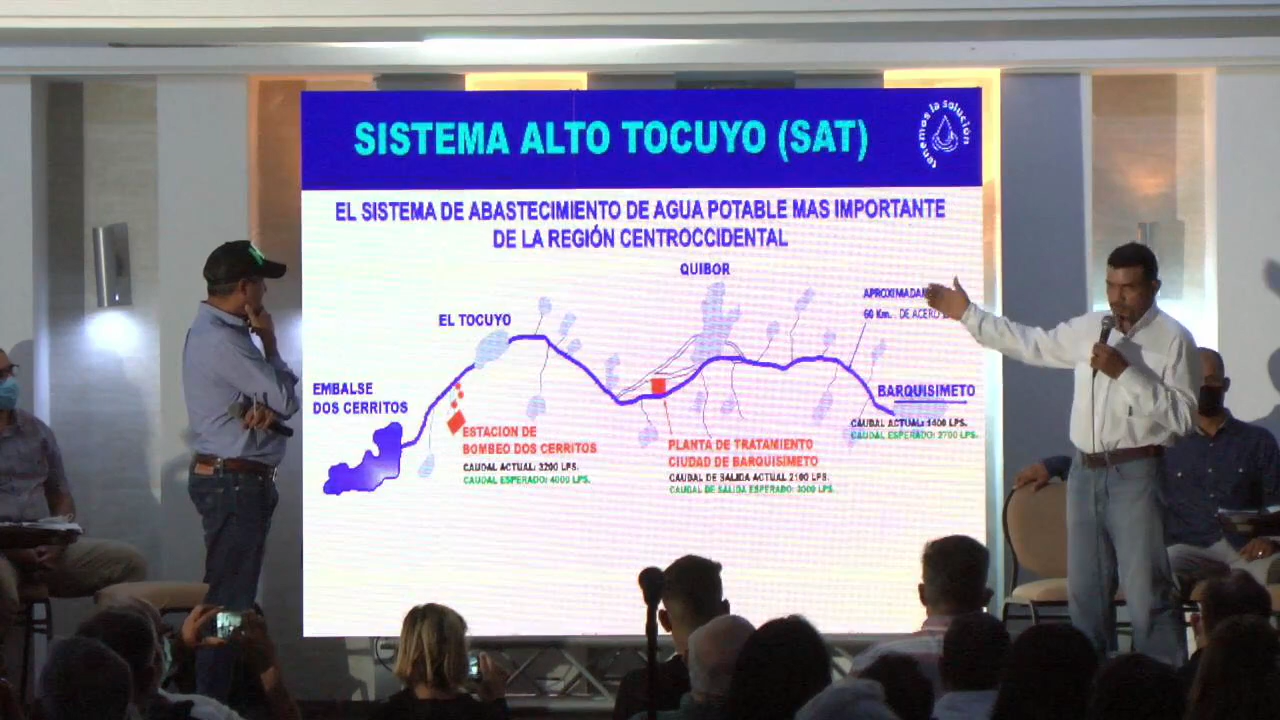 SISTEMA ALTO TOCUYO (SAT)
tenemos la solución
EL SISTEMA DE ABASTECIMIENTO DE AGUA POTABLE MAS IMPORTANTE
DE LA REGIÓN CENTROCCIDENTAL
QUIBOR
60 Km. DE ACERO
EL TOCUYO
EMBALSE
DOS CERRITOS
BARQUISIMETO
CAUDAL ACTUAL: 1400 LPS.
CAUDAL ESPERADO: 2700 LPS.
ESTACION DE
BOMBEO DOS CERRITOS
CAUDAL ACTUAL: 3200 LPS.
CAUDAL ESPERADO: 4000 LPS.
PLANTA DE TRATAMIENTO
CIUDAD DE BARQUISIMETO
CAUDAL DE SALIDA ACTUAL 2100 LPS.
CAUDAL DE SALIDA ESPERADO: 3000 LPS.